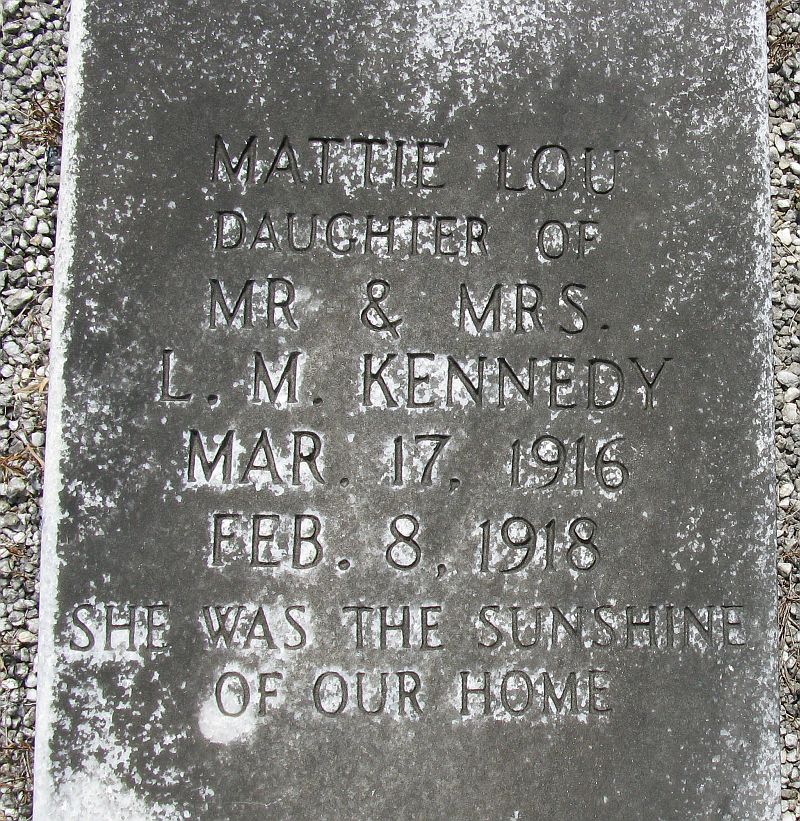 MATTIE LOU
DAUGHTER OF
MR & MRS.
L. M. KENNEDY
MAR. 17, 1916
FEB. 8, 1918
SHE WAS THE SUNSHINE
OF OUR HOME